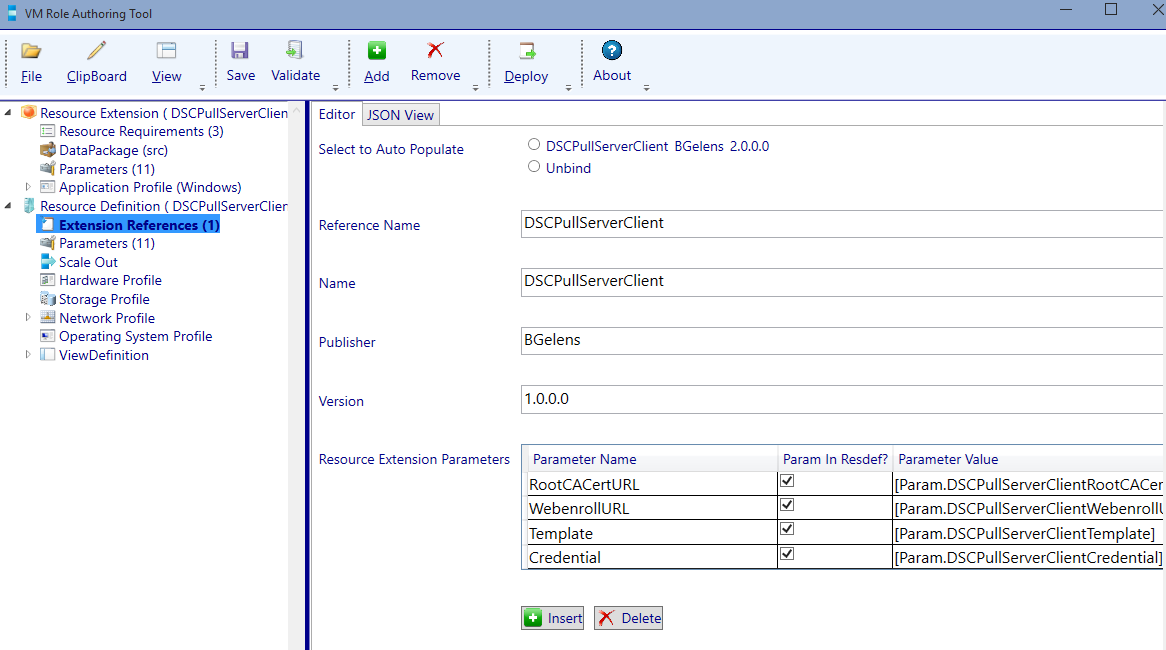 VM Role Authoring Tool
File ClipBoard View Save Validate Add Remove Deploy About
Resource Extension ( DSCPullServerClien
Resource Requirements (3)
DataPackage (src)
Parameters (11)
Application Profile (Windows)
Resource Definition ( DSCPullServerClien
Extension References (1)
Parameters (11)
Scale Out
Hardware Profile
Storage Profile
Network Profile
Operating System Profile
ViewDefinition
Editor JSON View
Select to Auto Populate
DSCPullServerClient BGelens 2.0.0.0
Unbind
Reference Name DSCPullServerClient
Name DSCPullServerClient
Publisher BGelens
Version 1.0.0.0
Resource Extension Parameters
Parameter Name Param In Resdef? Parameter Value
RootCACertURL [Param.DSCPullServerClientRootCACer
WebenrollURL [Param.DSCPullServerClientWebenrollU
Template [Param.DSCPullServerClientTemplate]
Credential [Param.DSCPullServerClientCredential]
Insert Delete